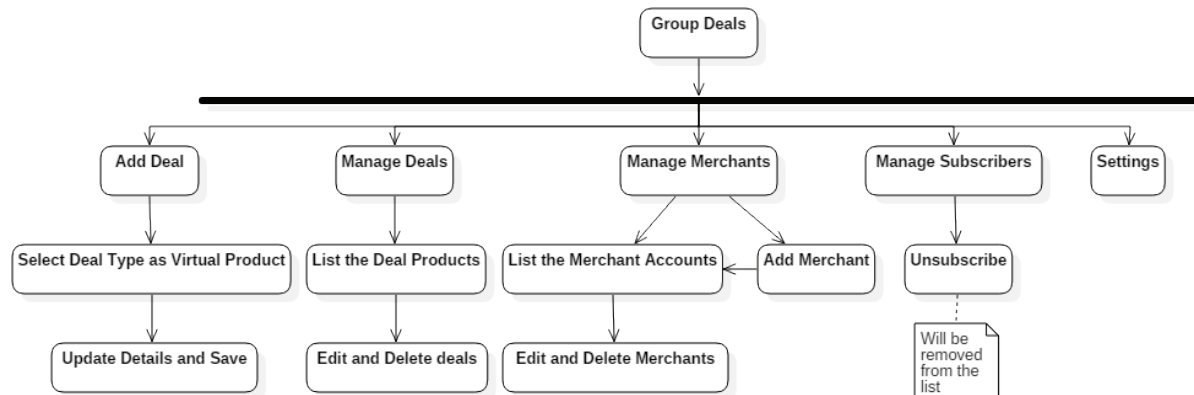 Group Deals
Add Deal
Manage Deals
Manage Merchants
Manage Subscribers
Settings
Select Deal Type as Virtual Product
List the Deal Products
List the Merchant Accounts
Add Merchant
Unsubscribe
Update Details and Save
Edit and Delete deals
Edit and Delete Merchants
Will be
removed
from the
list